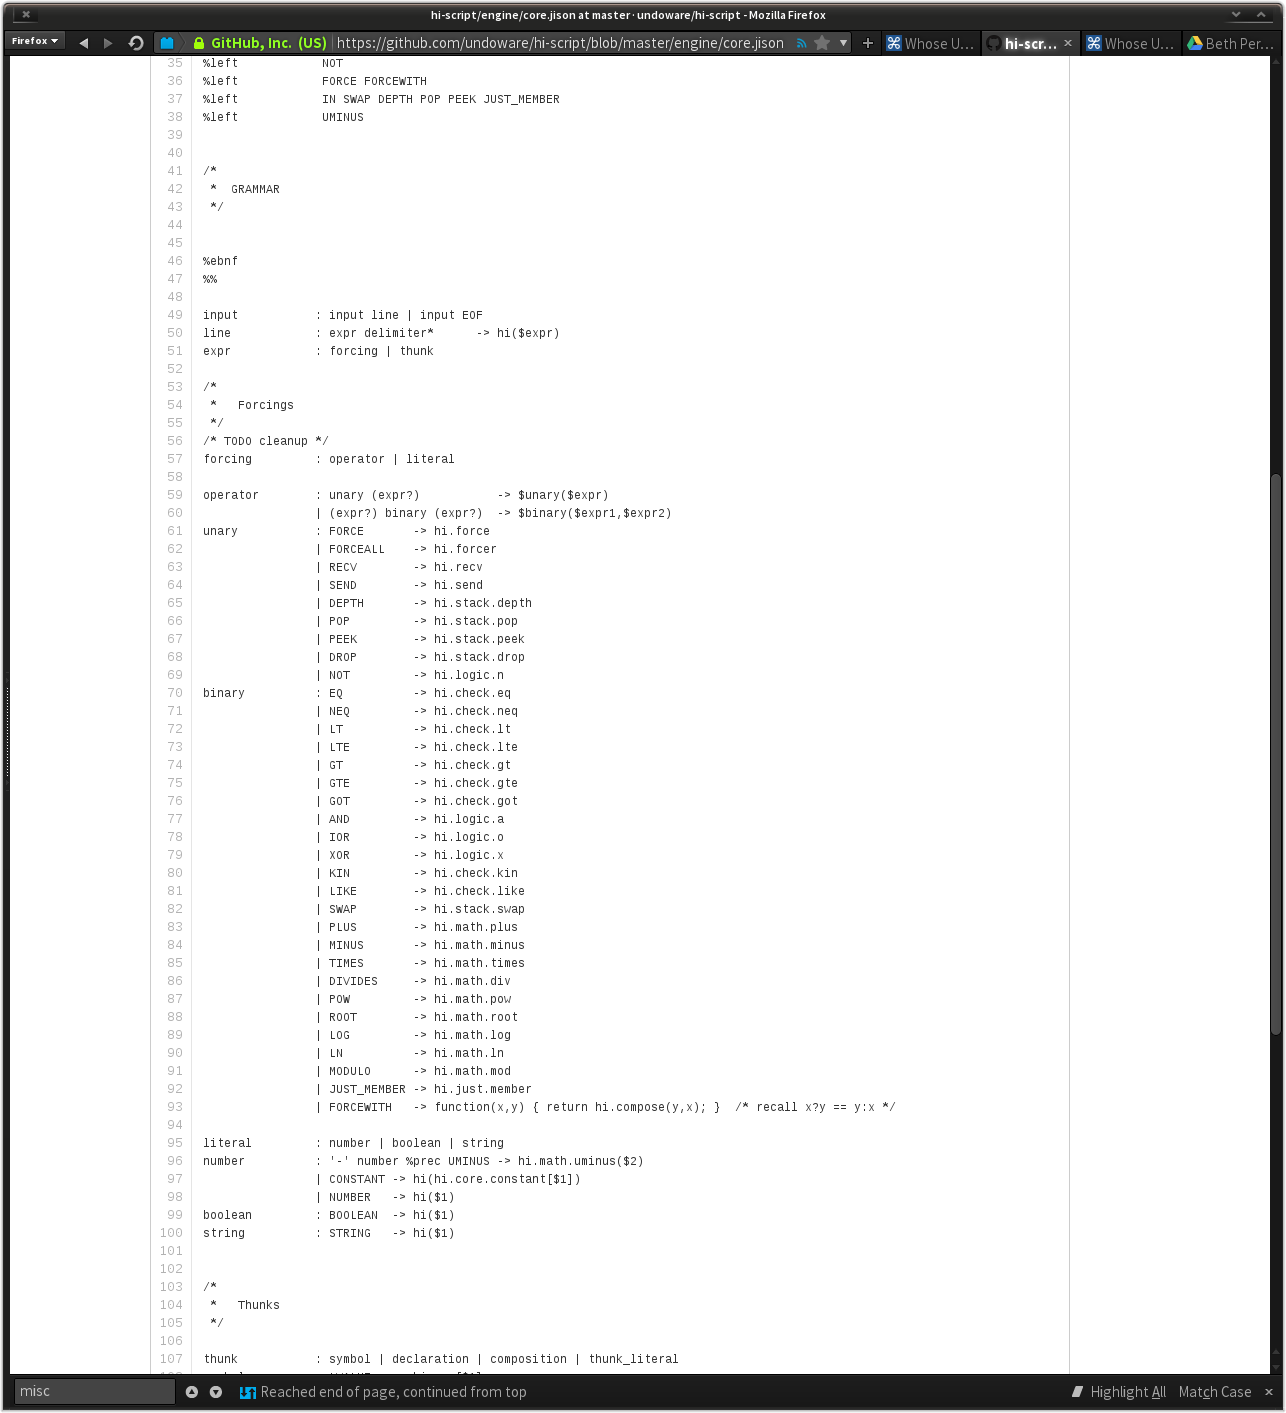 hi-script/engine/core.jison at master · undoware/hi-script - Mozilla Firefox
Firefox GitHub, Inc. (US) https://github.com/undoware/hi-script/blob/master/engine/core.jison Whose U... hi-scr... Whose U... Beth Per...
35 %left NOT
36 %left FORCE FORCEWITH
37 %left IN SWAP DEPTH POP PEEK JUST_MEMBER
38 %left UMINUS
39
40
41 /*
42 * GRAMMAR
43 */
44
45
46 %ebnf
47 %%
48
49 input : input line | input EOF
50 line : expr delimiter* -> hi($expr)
51 expr : forcing | thunk
52
53 /*
54 * Forcings
55 */
56 /* TODO cleanup */
57 forcing : operator | literal
58
59 operator : unary (expr?) -> $unary($expr)
60 | (expr?) binary (expr?) -> $binary($expr1,$expr2)
61 unary : FORCE -> hi.force
62 | FORCEALL -> hi.forcer
63 | RECV -> hi.recv
64 | SEND -> hi.send
65 | DEPTH -> hi.stack.depth
66 | POP -> hi.stack.pop
67 | PEEK -> hi.stack.peek
68 | DROP -> hi.stack.drop
69 | NOT -> hi.logic.n
70 binary : EQ -> hi.check.eq
71 | NEQ -> hi.check.neq
72 | LT -> hi.check.lt
73 | LTE -> hi.check.lte
74 | GT -> hi.check.gt
75 | GTE -> hi.check.gte
76 | GOT -> hi.check.got
77 | AND -> hi.logic.a
78 | IOR -> hi.logic.o
79 | XOR -> hi.logic.x
80 | KIN -> hi.check.kin
81 | LIKE -> hi.check.like
82 | SWAP -> hi.stack.swap
83 | PLUS -> hi.math.plus
84 | MINUS -> hi.math.minus
85 | TIMES -> hi.math.times
86 | DIVIDES -> hi.math.div
87 | POW -> hi.math.pow
88 | ROOT -> hi.math.root
89 | LOG -> hi.math.log
90 | LN -> hi.math.ln
91 | MODULO -> hi.math.mod
92 | JUST_MEMBER -> hi.just.member
93 | FORCEWITH -> function(x,y) { return hi.compose(y,x); } /* recall x?y == y:x */
94
95 literal : number | boolean | string
96 number : '-' number %prec UMINUS -> hi.math.uminus($2)
97 | CONSTANT -> hi(hi.core.constant[$1])
98 | NUMBER -> hi($1)
99 boolean : BOOLEAN -> hi($1)
100 string : STRING -> hi($1)
101
102
103 /*
104 * Thunks
105 */
106
107 thunk : symbol | declaration | composition | thunk_literal
misc Reached end of page, continued from top Highlight All Match Case